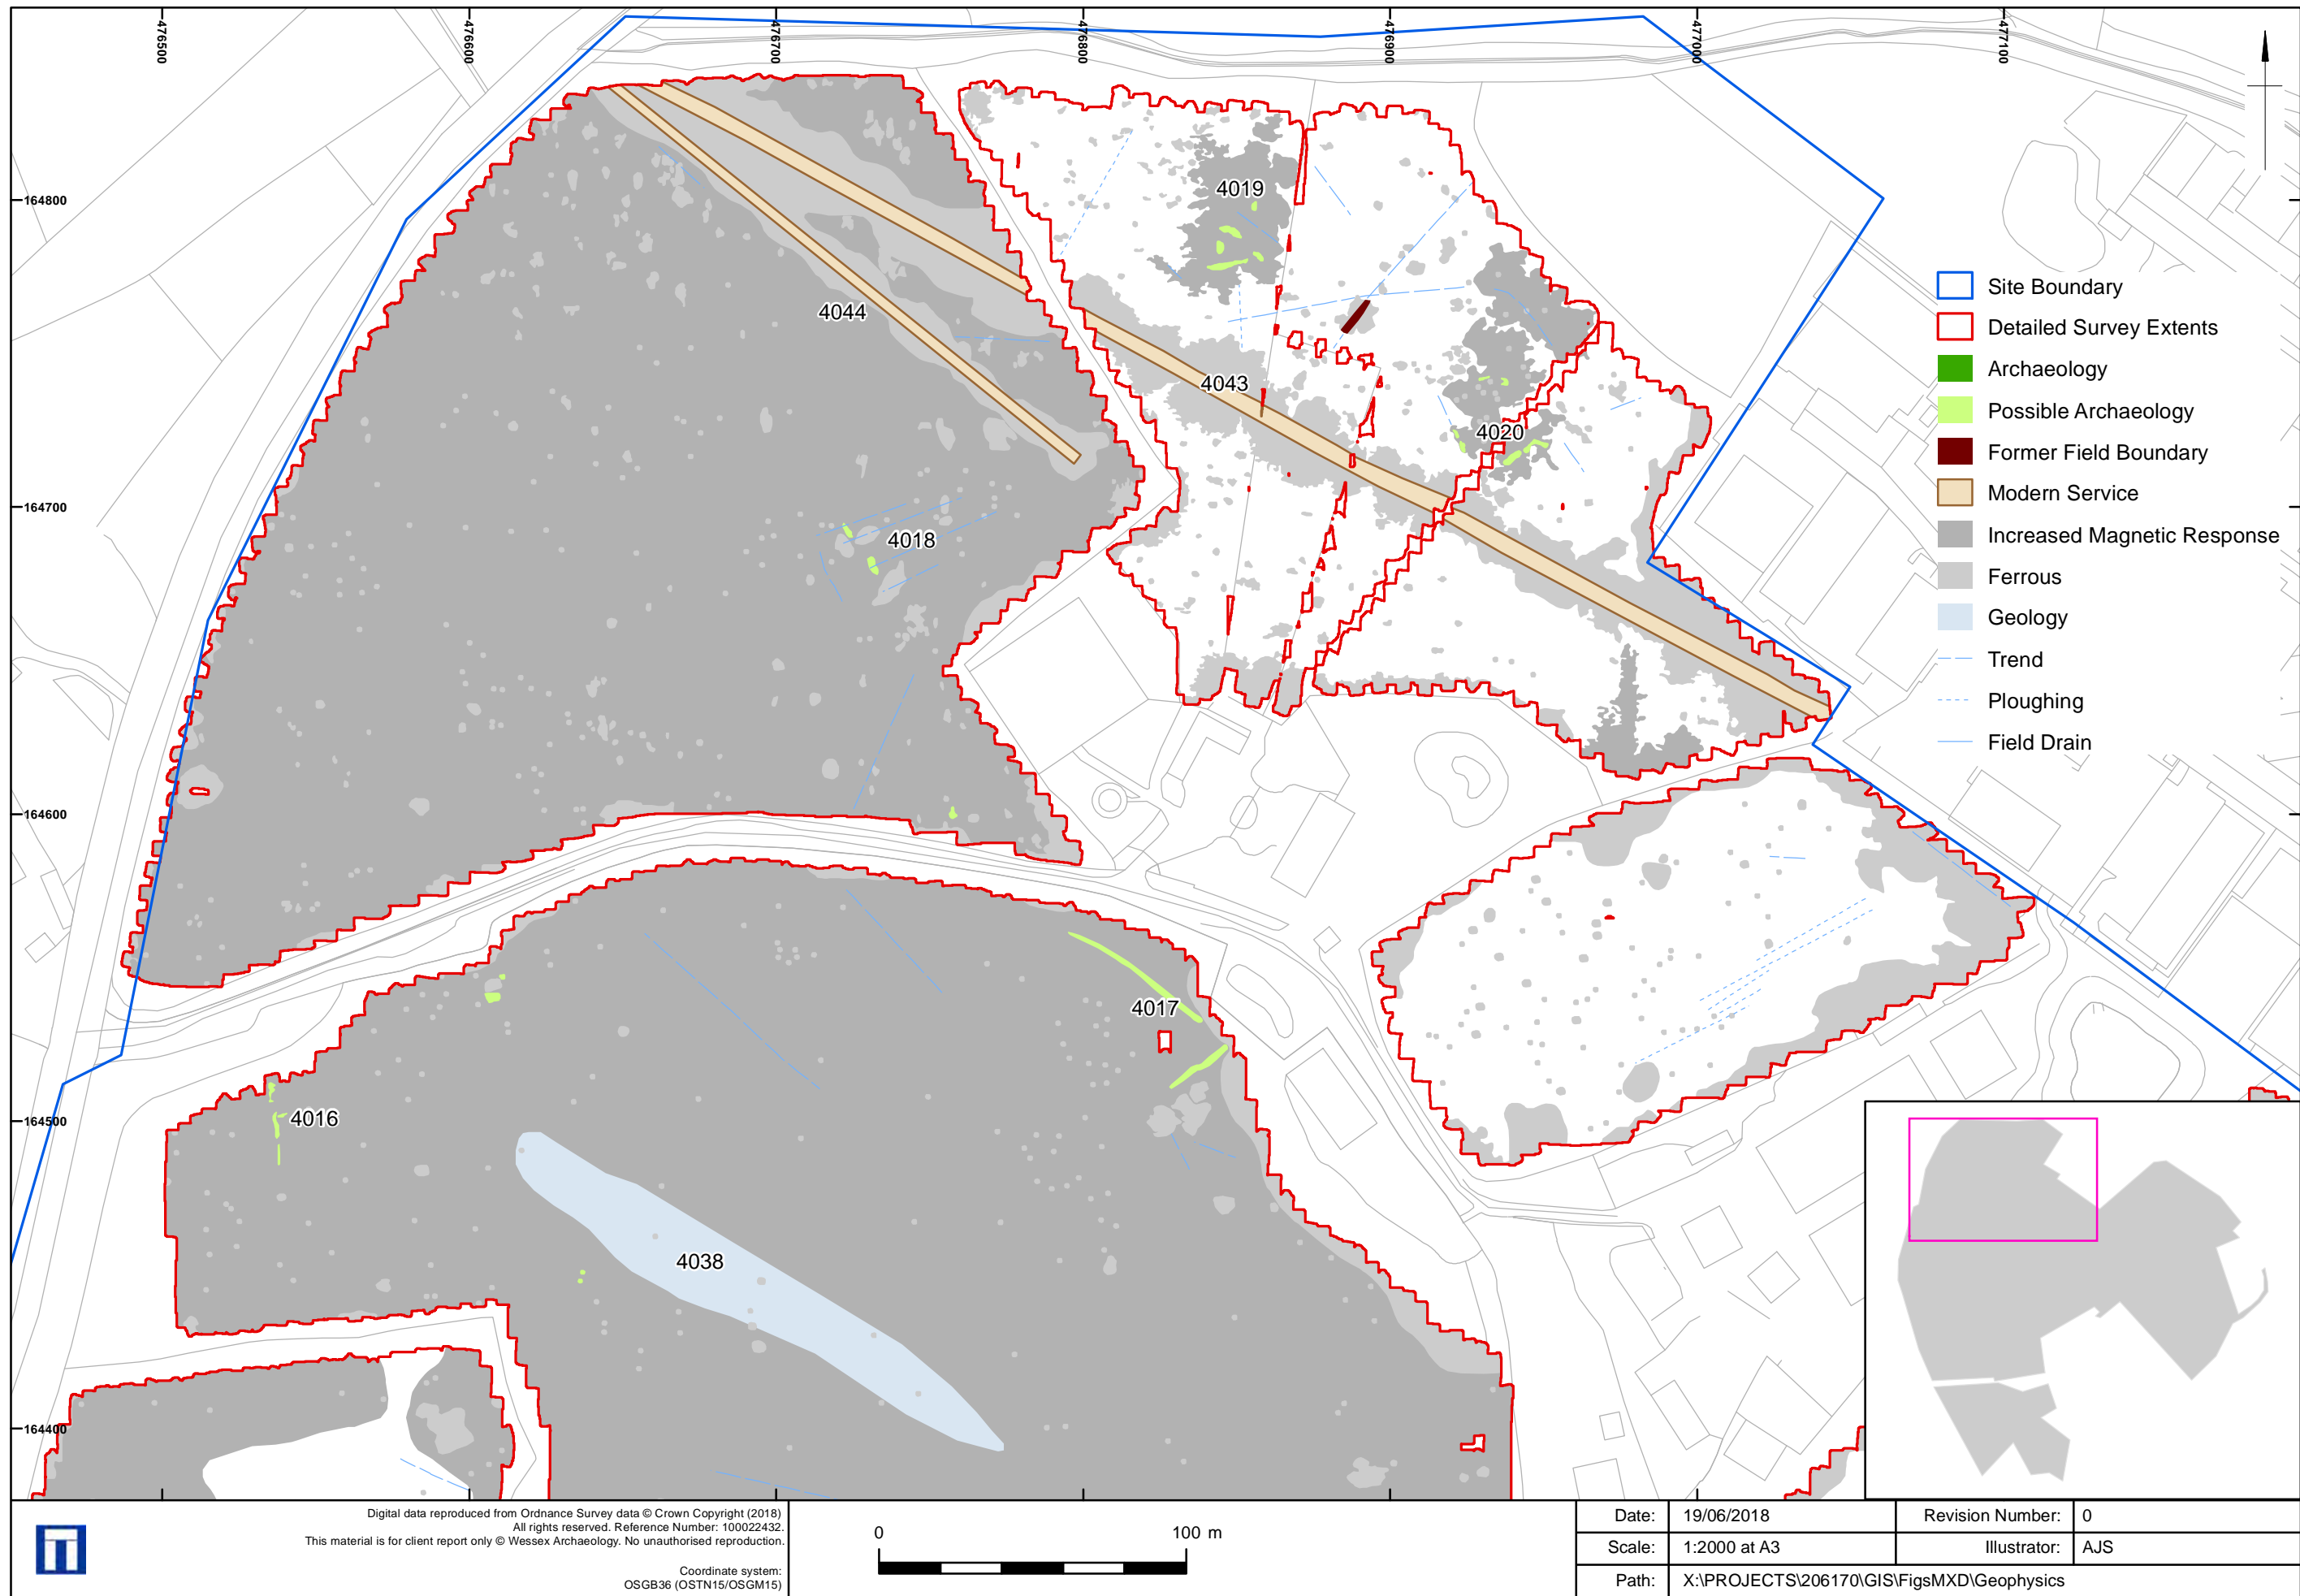 476500
476600
476700
476800
476900
477000
477100
164800
164700
164600
164500
164400
4019
4044
4043
4020
4018
4017
4016
4038
Site Boundary
Detailed Survey Extents
Archaeology
Possible Archaeology
Former Field Boundary
Modern Service
Increased Magnetic Response
Ferrous
Geology
Trend
Ploughing
Field Drain
Digital data reproduced from Ordnance Survey data © Crown Copyright (2018)
All rights reserved. Reference Number: 100022432.
This material is for client report only © Wessex Archaeology. No unauthorised reproduction.
Coordinate system:
OSGB36 (OSTN15/OSGM15)
0 100 m
Date: 19/06/2018 Revision Number: 0
Scale: 1:2000 at A3 Illustrator: AJS
Path: X:\PROJECTS\206170\GIS\FigsMXD\Geophysics